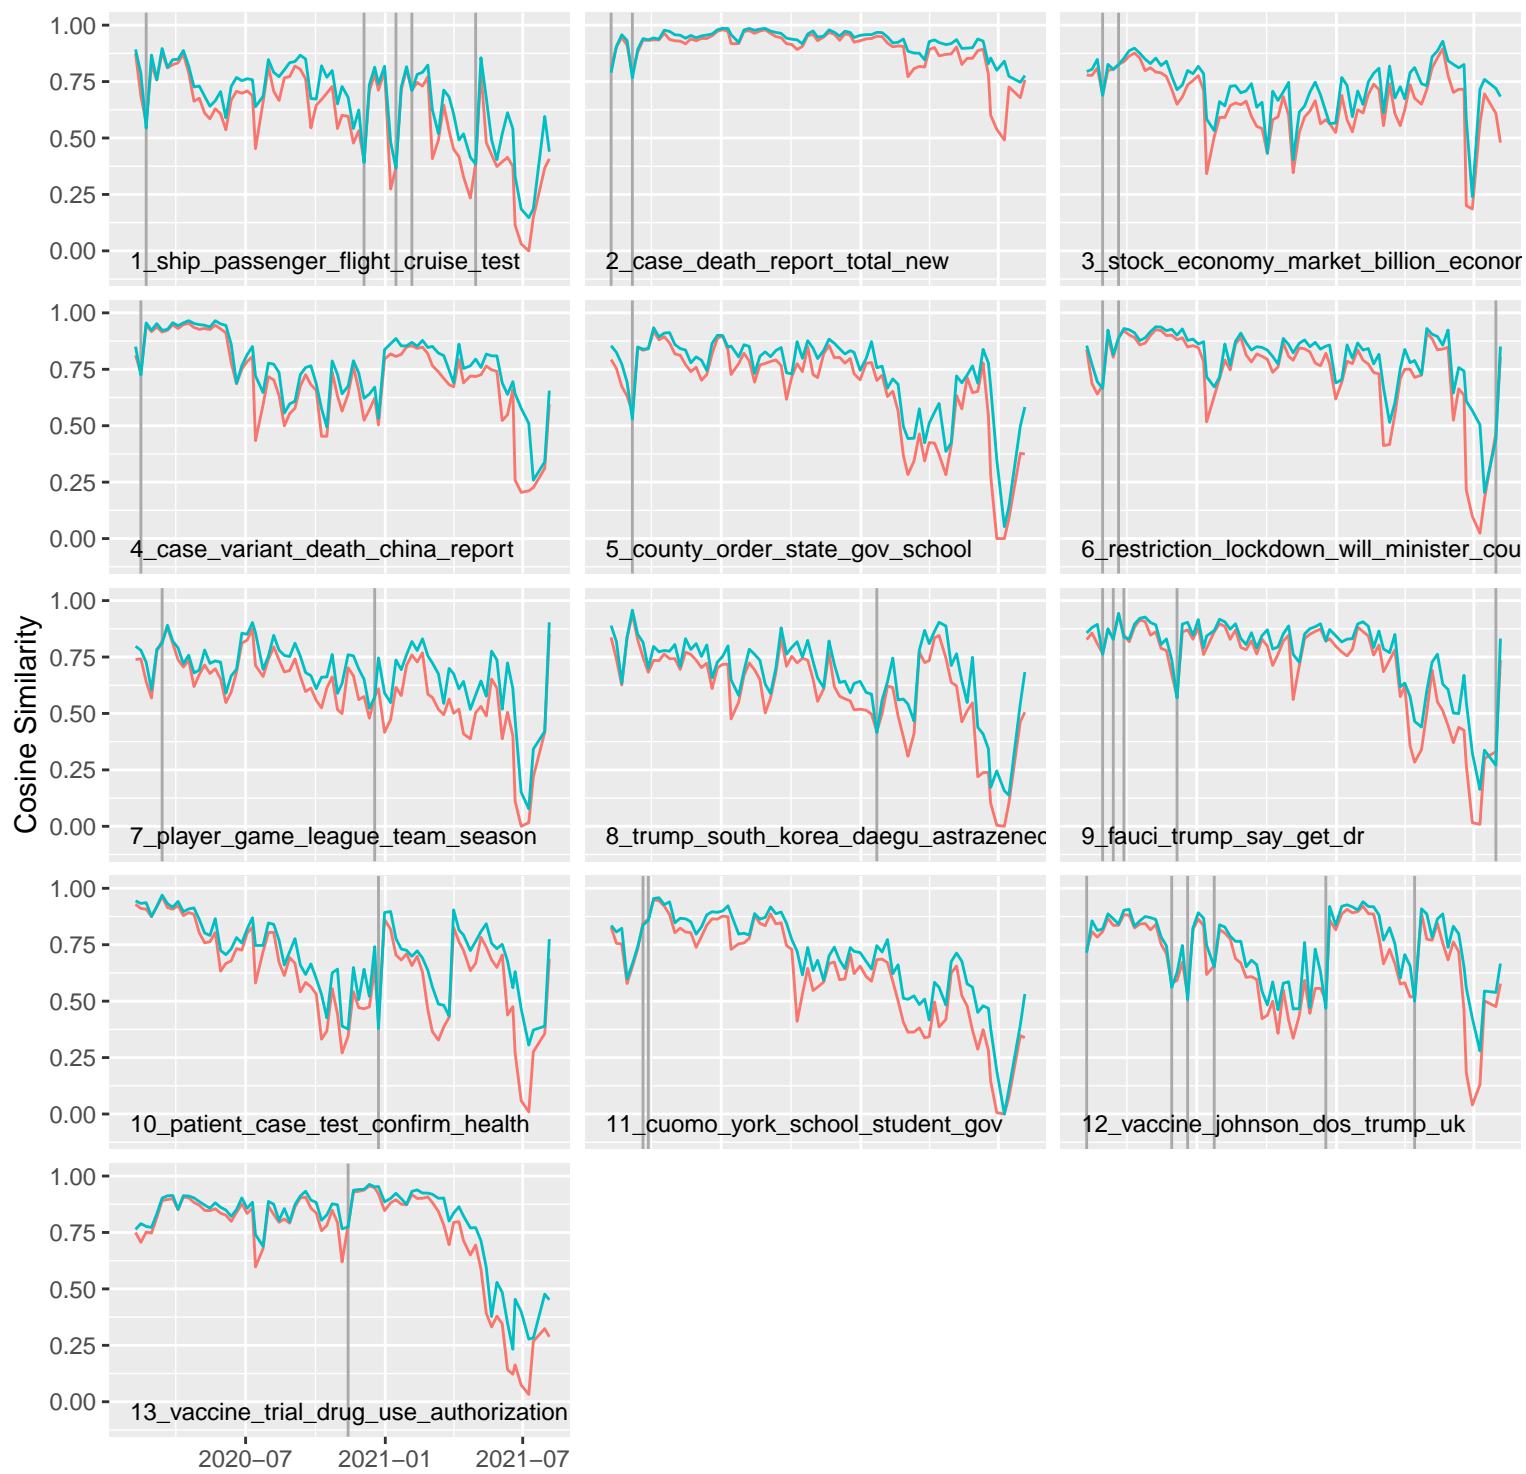 1.00
0.75
0.50
0.25
0.00
1_ship_passenger_flight_cruise_test
2_case_death_report_total_new
3_stock_economy_market_billion_econor
1.00
0.75
0.50
0.25
0.00
4_case_variant_death_china_report
5_county_order_state_gov_school
6_restriction_lockdown_will_minister_cou
Cosine Similarity
1.00
0.75
0.50
0.25
0.00
7_player_game_league_team_season
8_trump_south_korea_daegu_astrazenec
9_fauci_trump_say_get_dr
1.00
0.75
0.50
0.25
0.00
10_patient_case_test_confirm_health
11_cuomo_york_school_student_gov
12_vaccine_johnson_dos_trump_uk
1.00
0.75
0.50
0.25
0.00
13_vaccine_trial_drug_use_authorization
2020−07 2021−01 2021−07